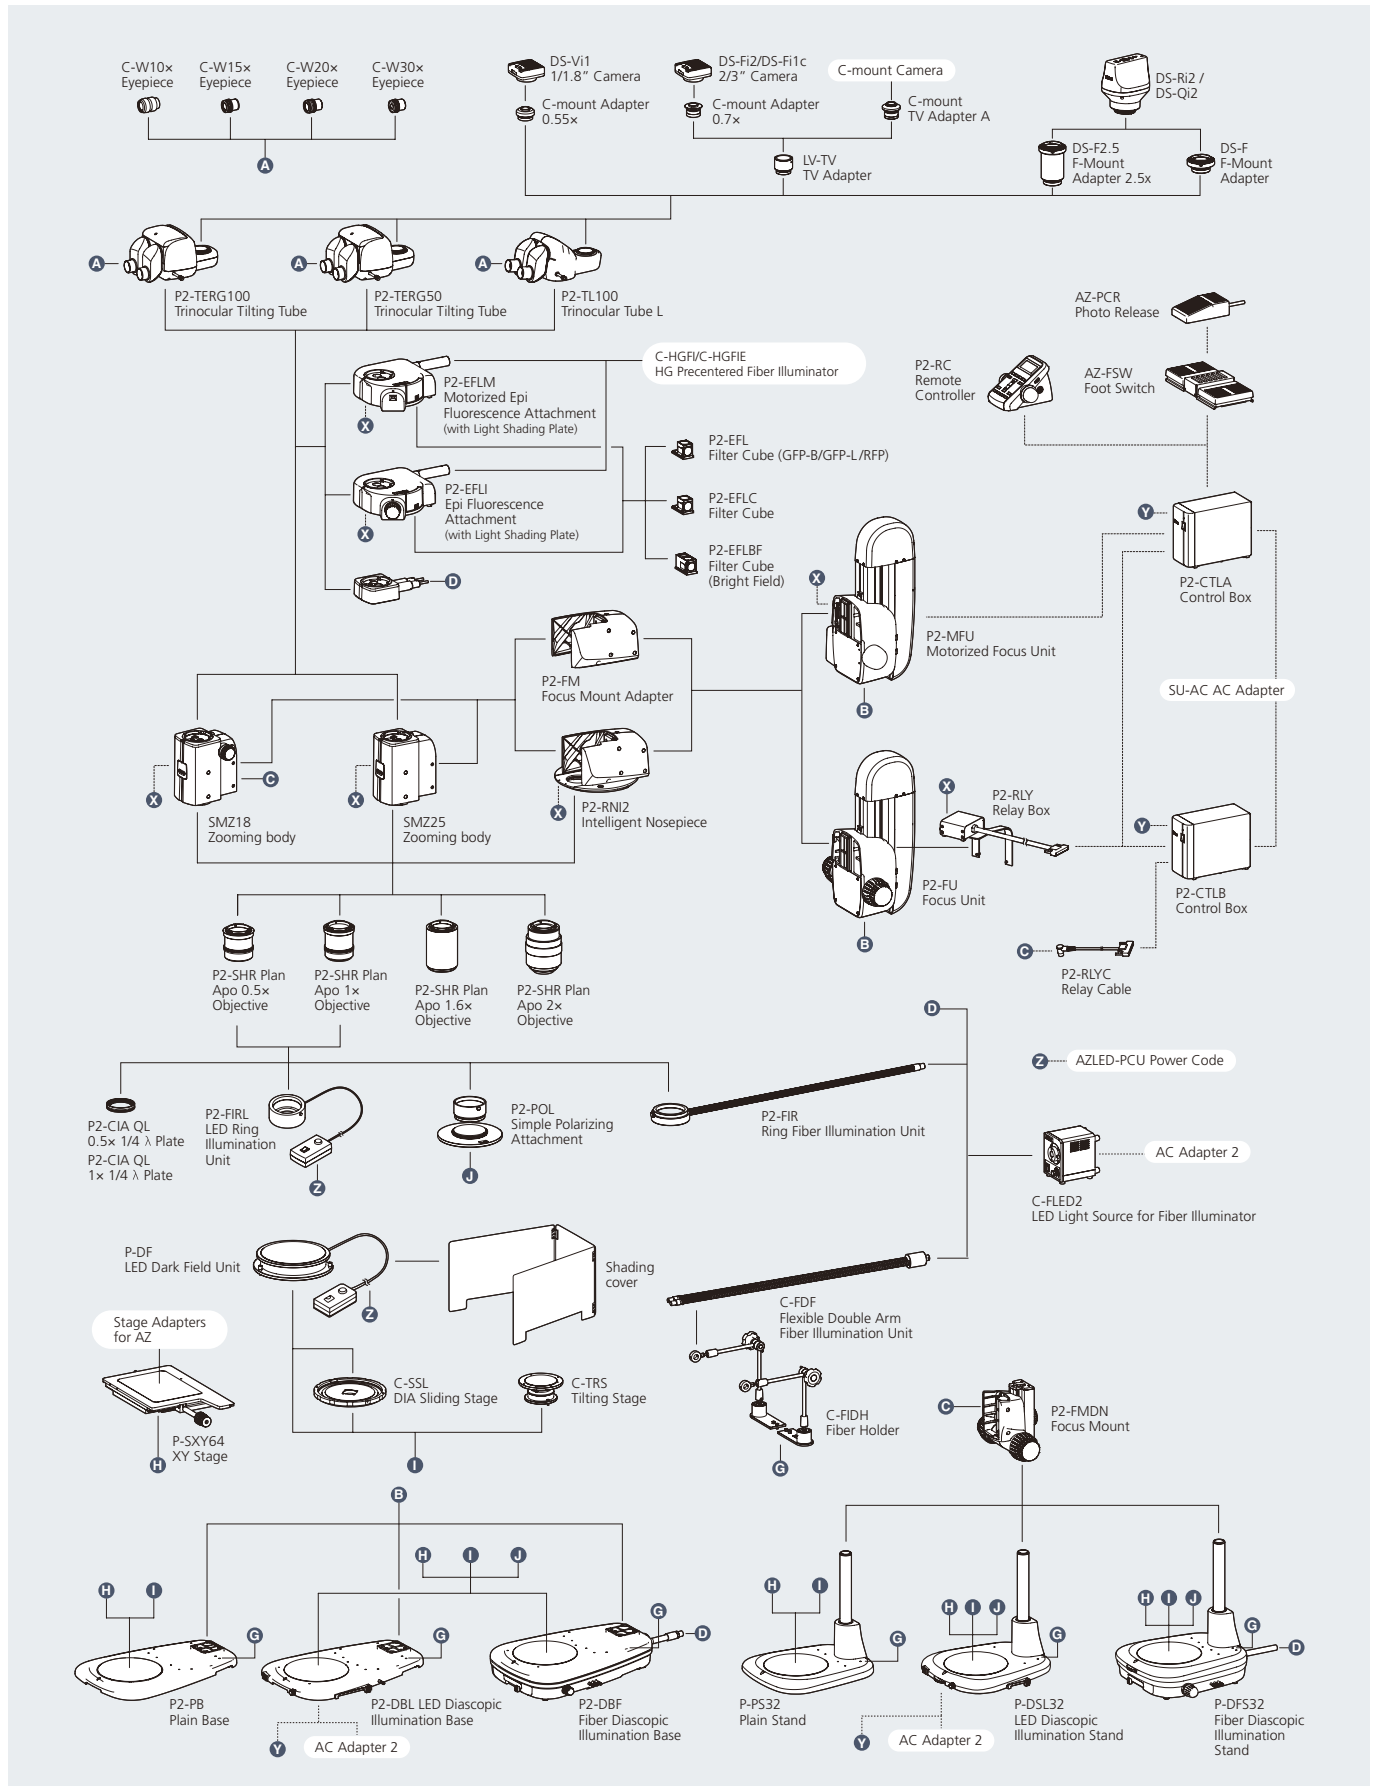 C-W10×
Eyepiece
C-W15×
Eyepiece
C-W20×
Eyepiece
C-W30×
Eyepiece
A
DS-Vi1
1/1.8” Camera
C-mount Adapter
0.55×
DS-Fi2/DS-Fi1c
2/3” Camera
C-mount Adapter
0.7×
C-mount Camera
C-mount
TV Adapter A
LV-TV
TV Adapter
DS-Ri2 /
DS-Qi2
DS-F2.5
F-Mount
Adapter 2.5x
DS-F
F-Mount
Adapter
A
P2-TERG100
Trinocular Tilting Tube
A
P2-TERG50
Trinocular Tilting Tube
A
P2-TL100
Trinocular Tube L
AZ-PCR
Photo Release
P2-RC
Remote
Controller
AZ-FSW
Foot Switch
C-HGFI/C-HGFIE
HG Precentered Fiber Illuminator
X
P2-EFLM
Motorized Epi
Fluorescence Attachment
(with Light Shading Plate)
X
P2-EFLI
Epi Fluorescence
Attachment
(with Light Shading Plate)
D
P2-EFL
Filter Cube (GFP-B/GFP-L/RFP)
P2-EFLC
Filter Cube
P2-EFLBF
Filter Cube
(Bright Field)
Y
P2-CTLA
Control Box
X
P2-MFU
Motorized Focus Unit
B
SU-AC AC Adapter
P2-FM
Focus Mount Adapter
X
C
SMZ18
Zooming body
X
SMZ25
Zooming body
X
P2-RNI2
Intelligent Nosepiece
P2-FU
Focus Unit
B
X
P2-RLY
Relay Box
Y
P2-CTLB
Control Box
C
P2-RLYC
Relay Cable
P2-SHR Plan
Apo 0.5×
Objective
P2-SHR Plan
Apo 1×
Objective
P2-SHR Plan
Apo 1.6×
Objective
P2-SHR Plan
Apo 2×
Objective
D
Z
AZLED-PCU Power Code
P2-CIA QL
0.5× 1/4 λ Plate
P2-CIA QL
1× 1/4 λ Plate
P2-FIRL
LED Ring
Illumination
Unit
Z
P2-POL
Simple Polarizing
Attachment
J
P2-FIR
Ring Fiber Illumination Unit
AC Adapter 2
C-FLED2
LED Light Source for Fiber Illuminator
P-DF
LED Dark Field Unit
Z
Shading
cover
C-FDF
Flexible Double Arm
Fiber Illumination Unit
Stage Adapters
for AZ
P-SXY64
XY Stage
H
C-SSL
DIA Sliding Stage
C-TRS
Tilting Stage
I
C-FIDH
Fiber Holder
G
C
P2-FMDN
Focus Mount
B
H
I
J
H
I
G
P2-PB
Plain Base
G
P2-DBL LED Diascopic
Illumination Base
Y
AC Adapter 2
G
D
P2-DBF
Fiber Diascopic
Illumination Base
H
I
G
P-PS32
Plain Stand
H
I
J
G
P-DSL32
LED Diascopic
Illumination Stand
Y
AC Adapter 2
H
I
J
G
D
P-DFS32
Fiber Diascopic
Illumination
Stand